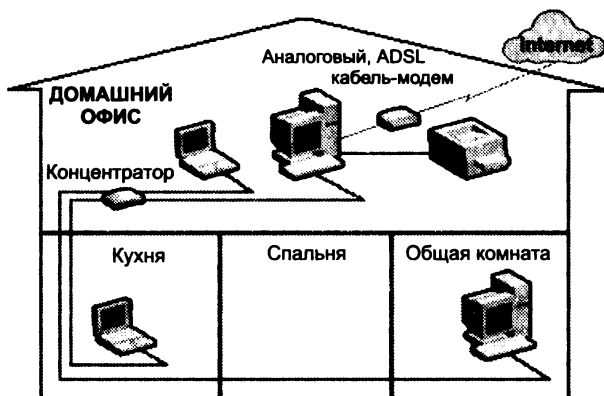 Аналоговый, ADSL
кабель-модем
Internet
ДОМАШНИЙ
ОФИС
Концентратор
Кухня
Спальня
Общая комната